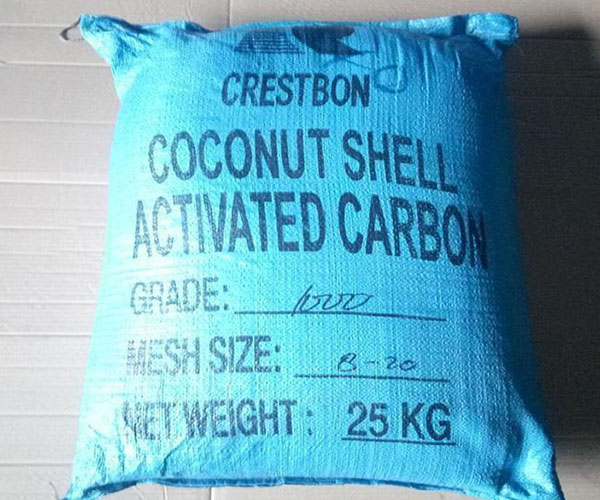 CRESTBON
COCONUT SHELL
ACTIVATED CARBON
GRADE: 1000
MESH SIZE: 8-20
NET WEIGHT: 25 KG